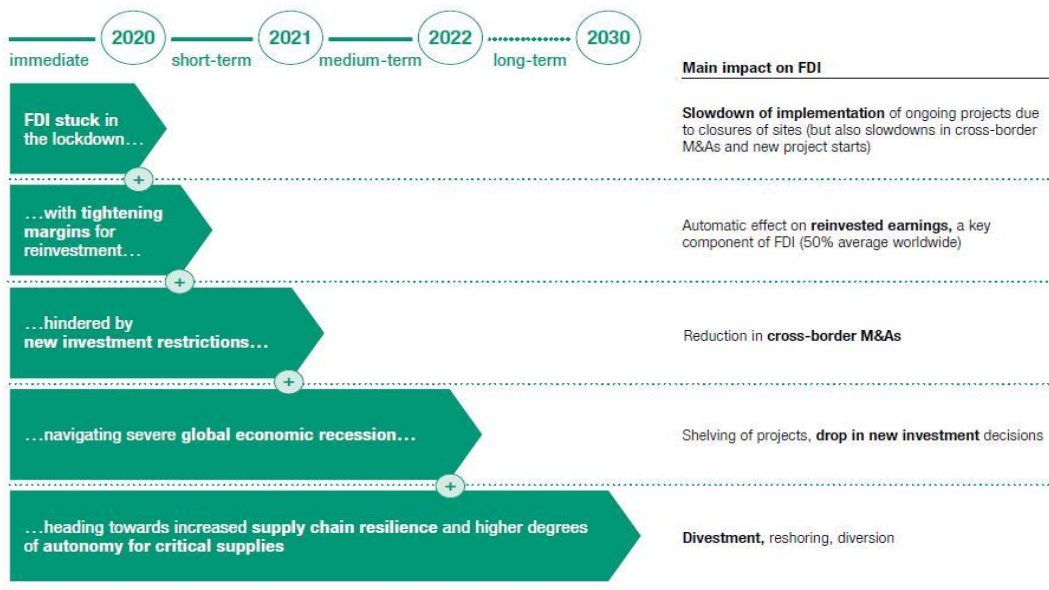 2020
2021
2022
2030
immediate
short-term
medium-term
long-term
Main impact on FDI
FDI stuck in
the lockdown…
Slowdown of implementation of ongoing projects due
to closures of sites (but also slowdowns in cross-border
M&As and new project starts)
+
…with tightening
margins for
reinvestment…
Automatic effect on reinvested earnings, a key
component of FDI (50% average worldwide)
+
…hindered by
new investment restrictions…
Reduction in cross-border M&As
+
…navigating severe global economic recession…
Shelving of projects, drop in new investment decisions
+
…heading towards increased supply chain resilience and higher degrees
of autonomy for critical supplies
Divestment, reshoring, diversion